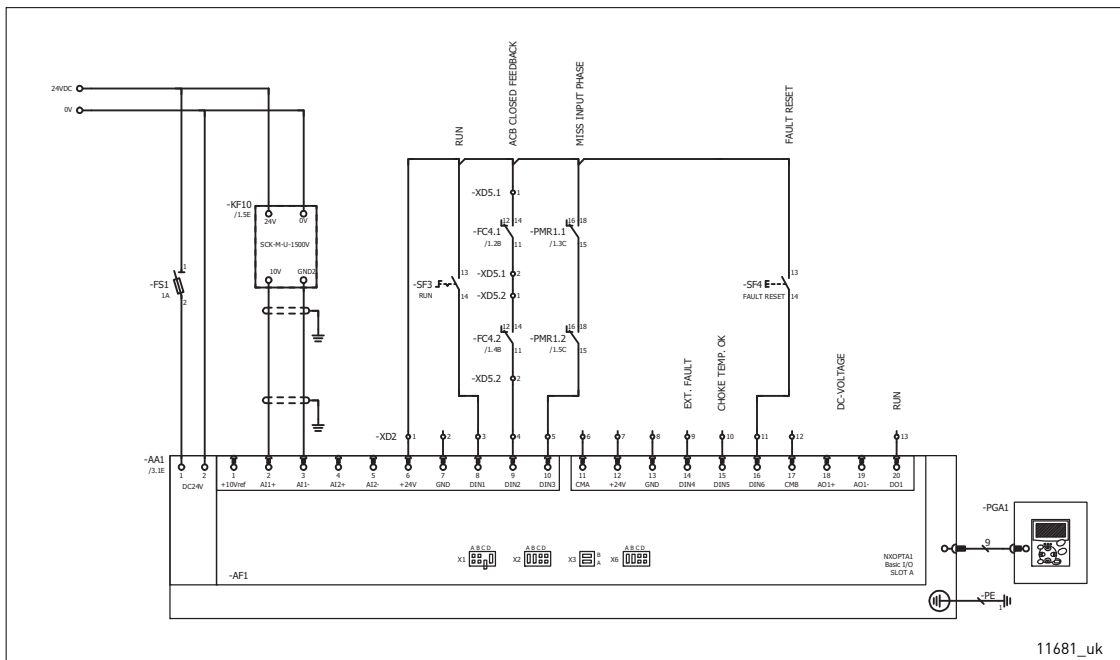 RUN
ACB CLOSED FEEDBACK
MISS INPUT PHASE
FAULT RESET
24VDC
0V
-XD5.1 1
-KF10
/1.5E
24V 0V
SCK-M-U-1500V
10V GND2
12 14
-FC4.1
/1.2B
11
16 18
-PMR1.1
/1.3C
15
-FS1
1A
1
2
-SF3
RUN
13
14
-XD5.1 2
-XD5.2 1
-SF4
FAULT RESET
13
14
12 14
-FC4.2
/1.4B
11
16 18
-PMR1.2
/1.5C
15
-XD5.2 2
EXT. FAULT
CHOKE TEMP. OK
DC-VOLTAGE
RUN
-XD2 1 2 3 4 5 6 7 8 9 10 11 12 13
-AA1
/3.1E
1 2
DC24V
1 2 3 4 5 6 7 8 9 10 11 12 13 14 15 16 17 18 19 20
+10Vref AI1+ AI1- AI2+ AI2- +24V GND DIN1 DIN2 DIN3 CMA +24V GND DIN4 DIN5 DIN6 CMB AO1+ AO1- DO1
-PGA1
9
X1 A B C D
X2 A B C D
X3 B A
X6 A B C D
NXOPTA1
Basic I/O
SLOT A
-AF1
-PE
1
11681_uk